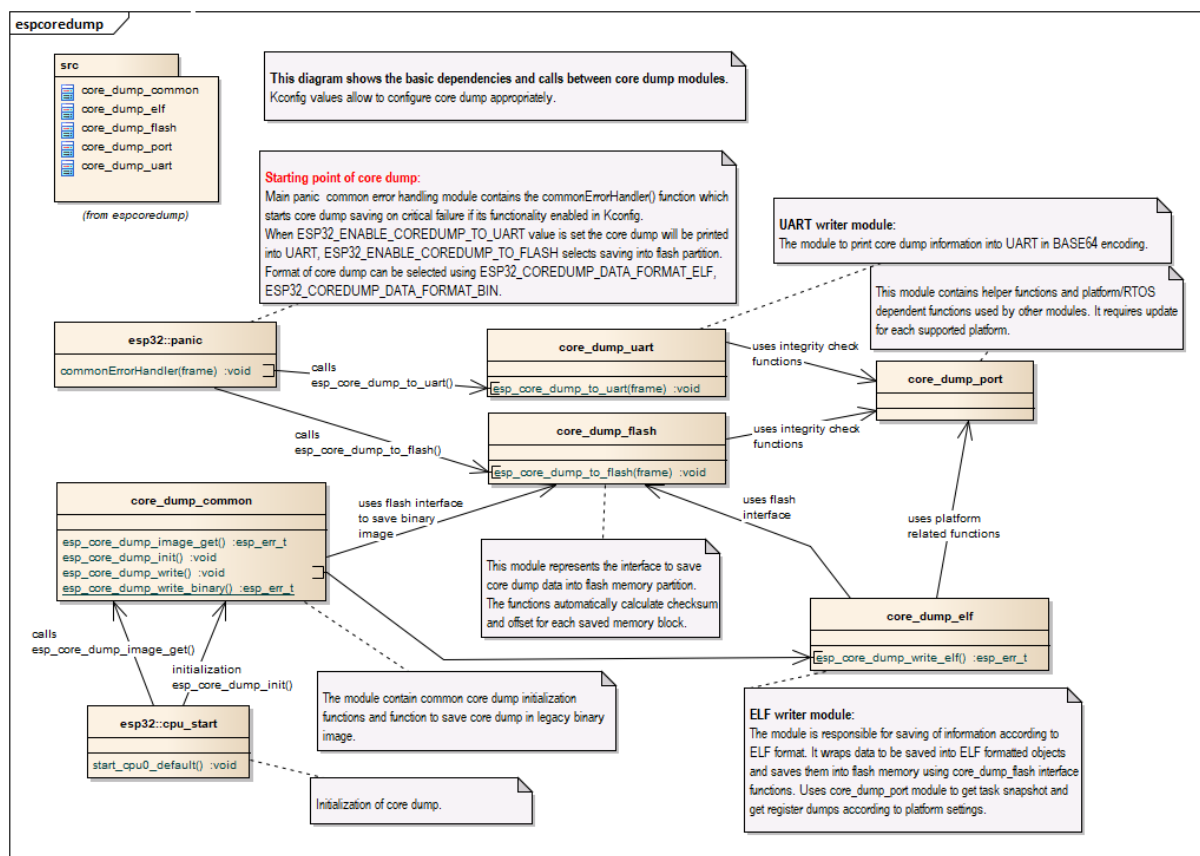 espcoredump
src
core_dump_common
core_dump_elf
core_dump_flash
core_dump_port
core_dump_uart
(from espcoredump)
This diagram shows the basic dependencies and calls between core dump modules.
Kconfig values allow to configure core dump appropriately.
Starting point of core dump:
Main panic common error handling module contains the commonErrorHandler() function which
starts core dump saving on critical failure if its functionality enabled in Kconfig.
When ESP32_ENABLE_COREDUMP_TO_UART value is set the core dump will be printed
into UART, ESP32_ENABLE_COREDUMP_TO_FLASH selects saving into flash partition.
Format of core dump can be selected using ESP32_COREDUMP_DATA_FORMAT_ELF,
ESP32_COREDUMP_DATA_FORMAT_BIN.
UART writer module:
The module to print core dump information into UART in BASE64 encoding.
This module contains helper functions and platform/RTOS
dependent functions used by other modules. It requires update
for each supported platform.
esp32::panic
commonErrorHandler(frame) :void
calls
esp_core_dump_to_uart()
core_dump_uart
esp_core_dump_to_uart(frame) :void
uses integrity check
functions
core_dump_port
calls
esp_core_dump_to_flash()
core_dump_flash
esp_core_dump_to_flash(frame) :void
uses integrity check
functions
core_dump_common
esp_core_dump_image_get() :esp_err_t
esp_core_dump_init() :void
esp_core_dump_write() :void
esp_core_dump_write_binary() :esp_err_t
uses flash interface
to save binary
image
uses flash
interface
uses platform
related functions
This module represents the interface to save
core dump data into flash memory partition.
The functions automatically calculate checksum
and offset for each saved memory block.
core_dump_elf
esp_core_dump_write_elf() :esp_err_t
calls
esp_core_dump_image_get()
initialization
esp_core_dump_init()
The module contain common core dump initialization
functions and function to save core dump in legacy binary
image.
esp32::cpu_start
start_cpu0_default() :void
Initialization of core dump.
ELF writer module:
The module is responsible for saving of information according to
ELF format. It wraps data to be saved into ELF formatted objects
and saves them into flash memory using core_dump_flash interface
functions. Uses core_dump_port module to get task snapshot and
get register dumps according to platform settings.